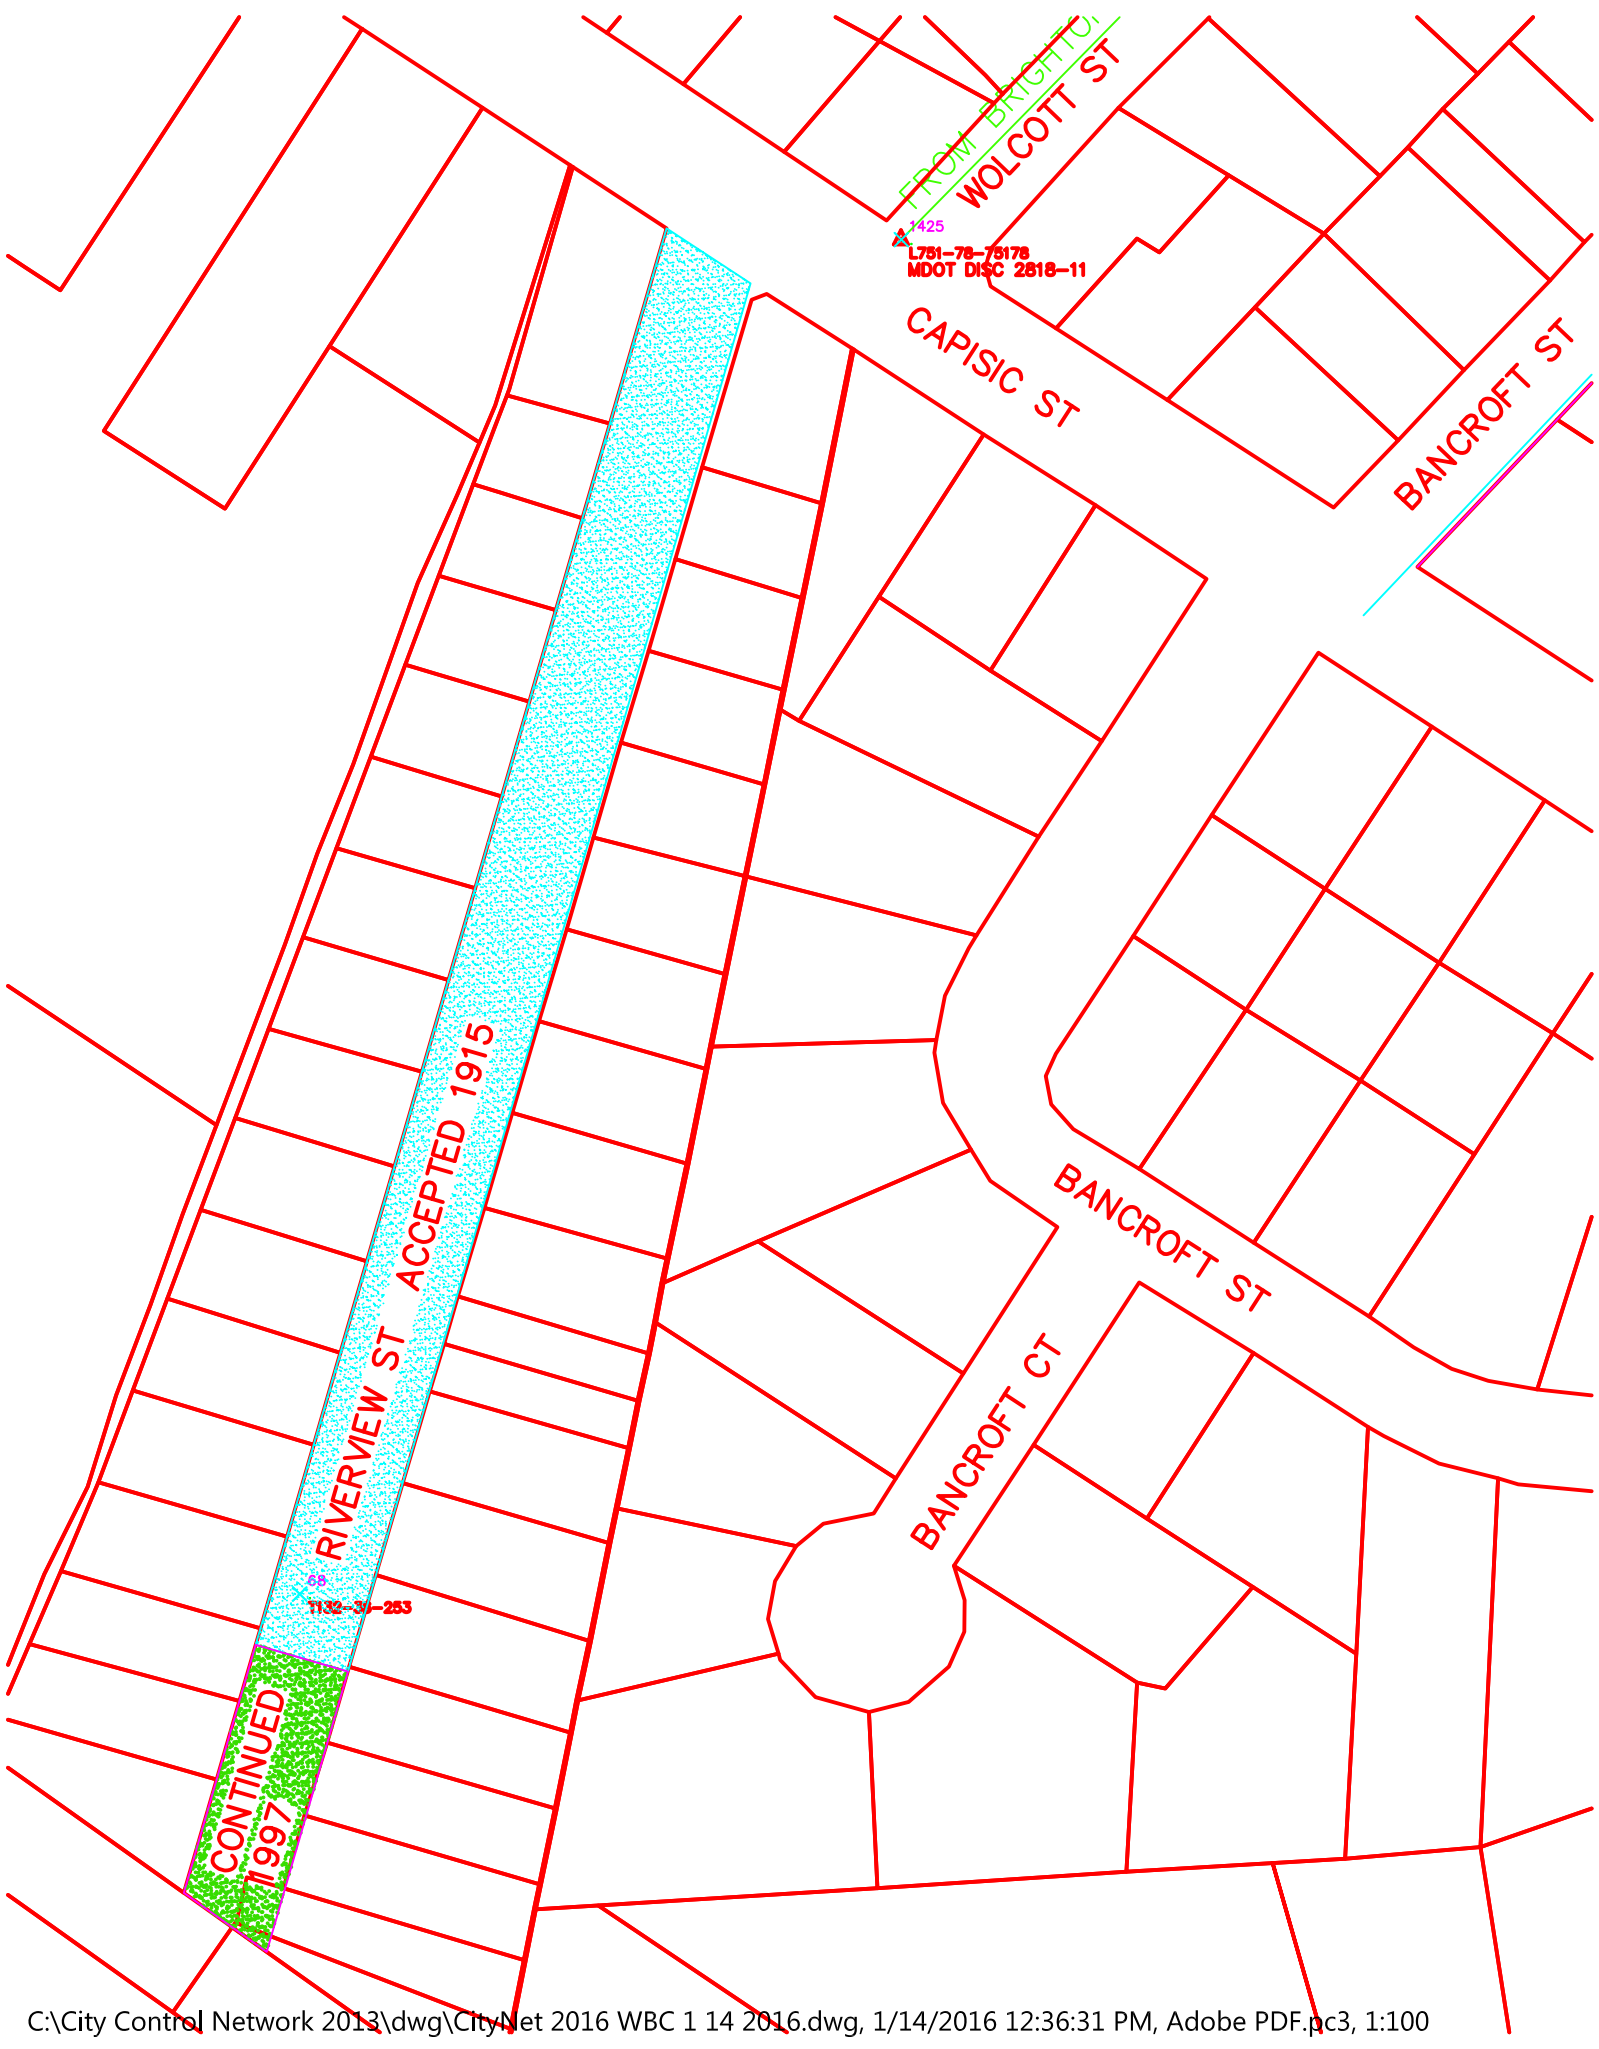 FROM BRIGHTON
WOLCOTT ST
1425
L751-78-75178
MDOT DISC 2818-11
CAPISIC ST
BANCROFT ST
RIVERVIEW ST ACCEPTED 1915
BANCROFT ST
BANCROFT CT
68
CONTINUED
1997
C:\City Control Network 2013\dwg\CityNet 2016 WBC 1 14 2016.dwg, 1/14/2016 12:36:31 PM, Adobe PDF.pc3, 1:100